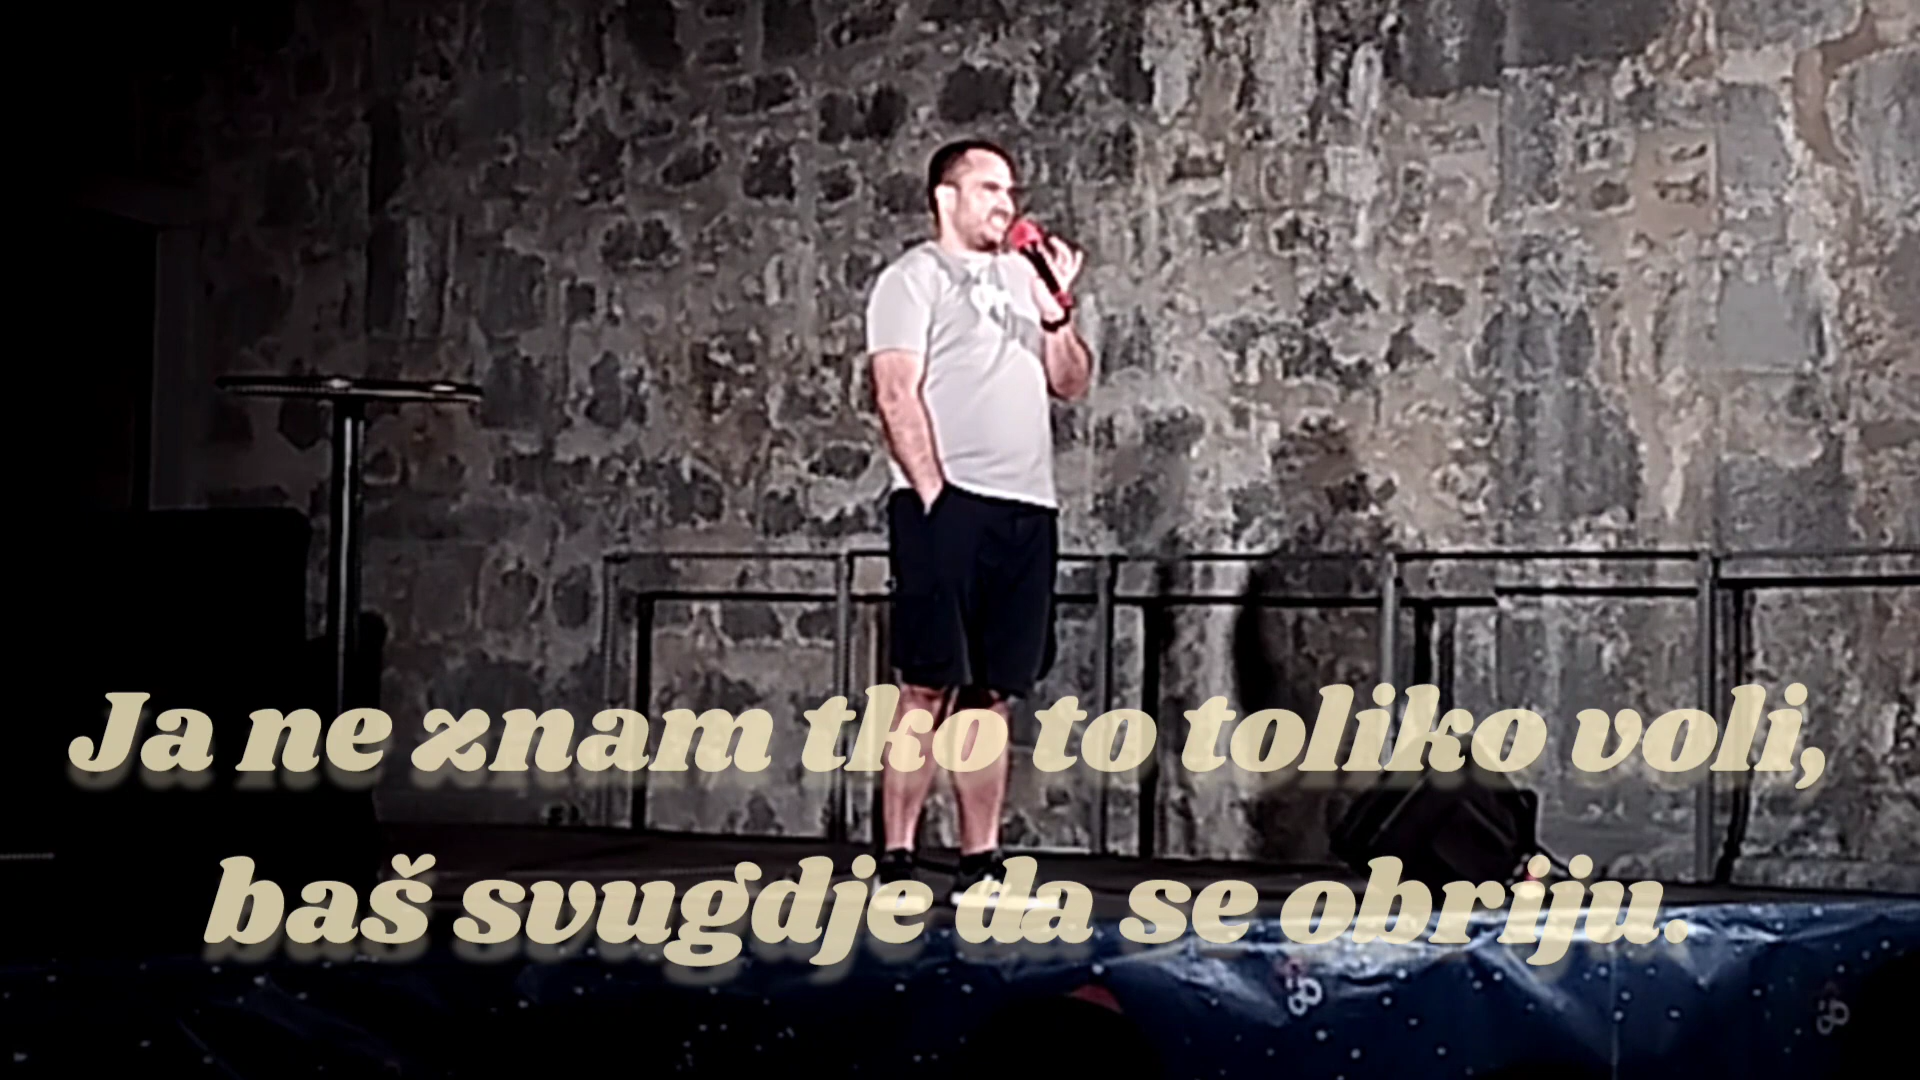 Ja ne znam tko to toliko voli,
baš svugdje da se obriju.